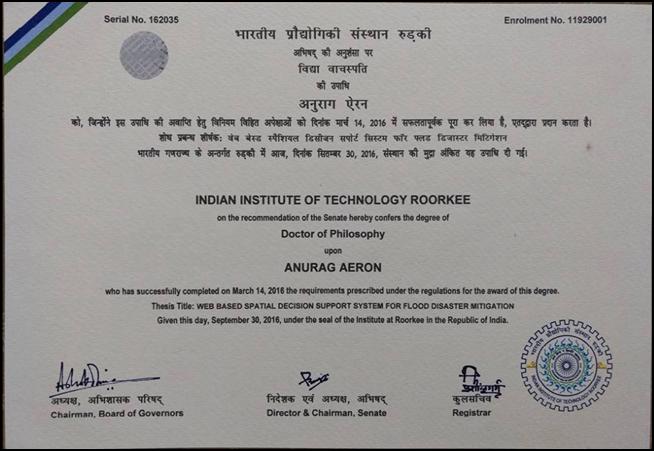 Serial No. 162035
Enrolment No. 11929001
भारतीय प्रौद्योगिकी संस्थान रुड़की
अभिषद् की अनुशंसा पर
विद्या वाचस्पति
की उपाधि
अनुराग ऐरन
को, जिन्होंने इस उपाधि की अवाप्ति हेतु विनियम विहित अपेक्षाओं को दिनांक मार्च 14, 2016 में सफलतापूर्वक पूरा कर लिया है, एतद्द्वारा प्रदान करता है।
शोध प्रबन्ध शीर्षक: वेब बेस्ड स्पैशियल डिसीजन सपोर्ट सिस्टम फॉर फ्लड डिजास्टर मिटिगेशन
भारतीय गणराज्य के अन्तर्गत रुड़की में आज, दिनांक सितम्बर 30, 2016, संस्थान की मुद्रा अंकित यह उपाधि दी गई।
INDIAN INSTITUTE OF TECHNOLOGY ROORKEE
on the recommendation of the Senate hereby confers the degree of
Doctor of Philosophy
upon
ANURAG AERON
who has successfully completed on March 14, 2016 the requirements prescribed under the regulations for the award of this degree.
Thesis Title: WEB BASED SPATIAL DECISION SUPPORT SYSTEM FOR FLOOD DISASTER MITIGATION
Given this day, September 30, 2016, under the seal of the Institute at Roorkee in the Republic of India.
भारतीय प्रौद्योगिकी संस्थान रुड़की
INDIAN INSTITUTE OF TECHNOLOGY ROORKEE
अध्यक्ष, अभिशासक परिषद्
Chairman, Board of Governors
निदेशक एवं अध्यक्ष, अभिषद्
Director & Chairman, Senate
कुलसचिव
Registrar